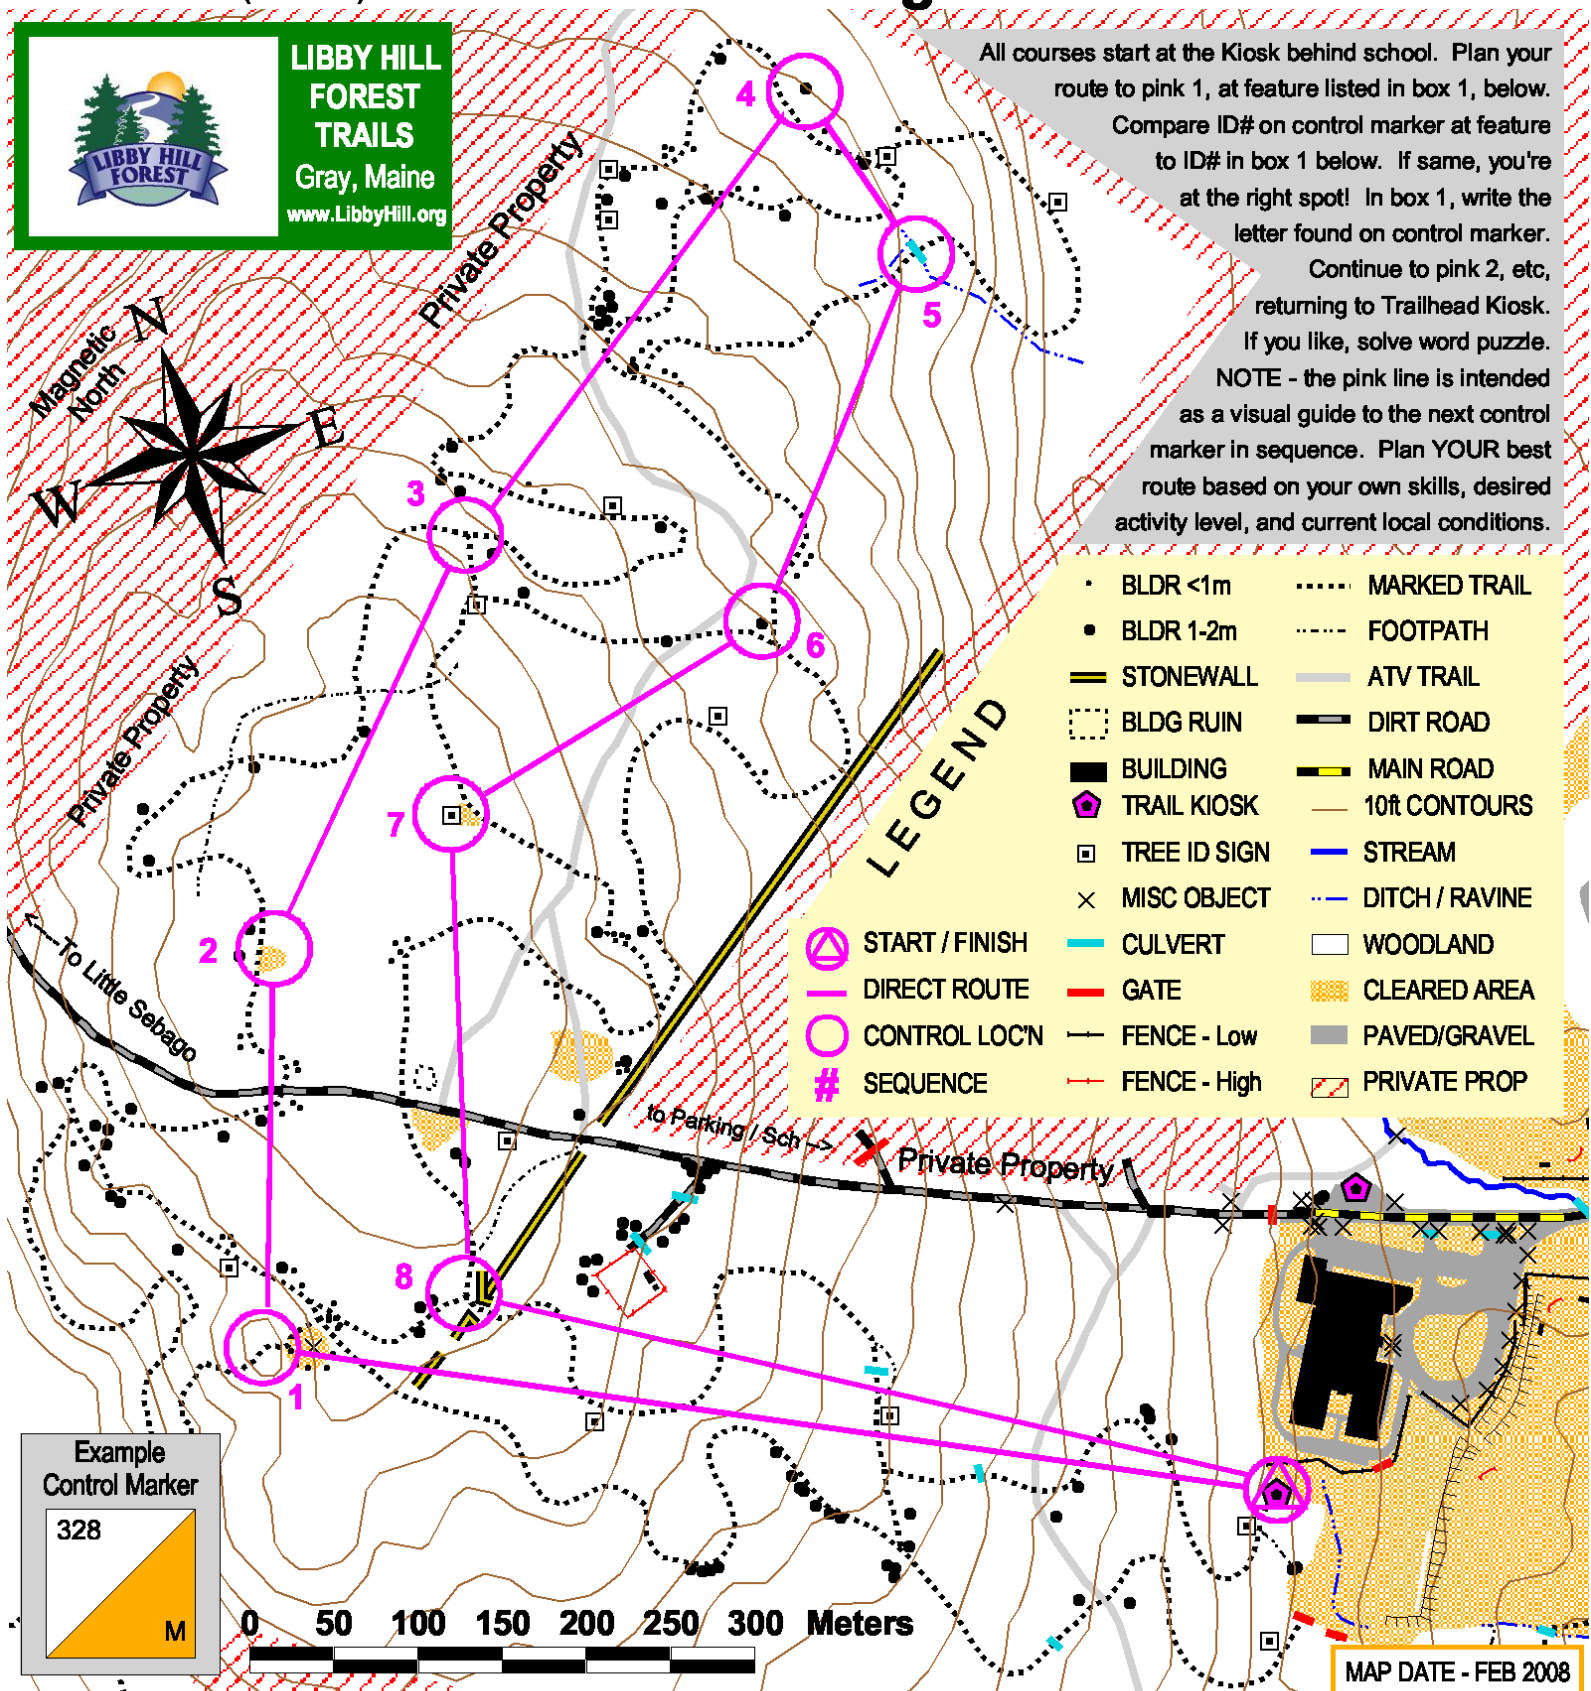 LIBBY HILL
FOREST
TRAILS
Gray, Maine
www.LibbyHill.org
LIBBY HILL
FOREST
All courses start at the Kiosk behind school. Plan your
route to pink 1, at feature listed in box 1, below.
Compare ID# on control marker at feature
to ID# in box 1 below. If same, you're
at the right spot! In box 1, write the
letter found on control marker.
Continue to pink 2, etc,
returning to Trailhead Kiosk.
If you like, solve word puzzle.
NOTE - the pink line is intended
as a visual guide to the next control
marker in sequence. Plan YOUR best
route based on your own skills, desired
activity level, and current local conditions.
Private Property
Magnetic
North
N
E
W
S
4
5
3
6
7
2
8
1
Private Property
To Little Sebago
to Parking / Sch -->
Private Property
LEGEND
BLDR <1m
BLDR 1-2m
STONEWALL
BLDG RUIN
BUILDING
TRAIL KIOSK
TREE ID SIGN
MISC OBJECT
CULVERT
GATE
FENCE - Low
FENCE - High
MARKED TRAIL
FOOTPATH
ATV TRAIL
DIRT ROAD
MAIN ROAD
10ft CONTOURS
STREAM
DITCH / RAVINE
WOODLAND
CLEARED AREA
PAVED/GRAVEL
PRIVATE PROP
START / FINISH
DIRECT ROUTE
CONTROL LOC'N
# SEQUENCE
Example
Control Marker
328
M
0 50 100 150 200 250 300 Meters
MAP DATE - FEB 2008